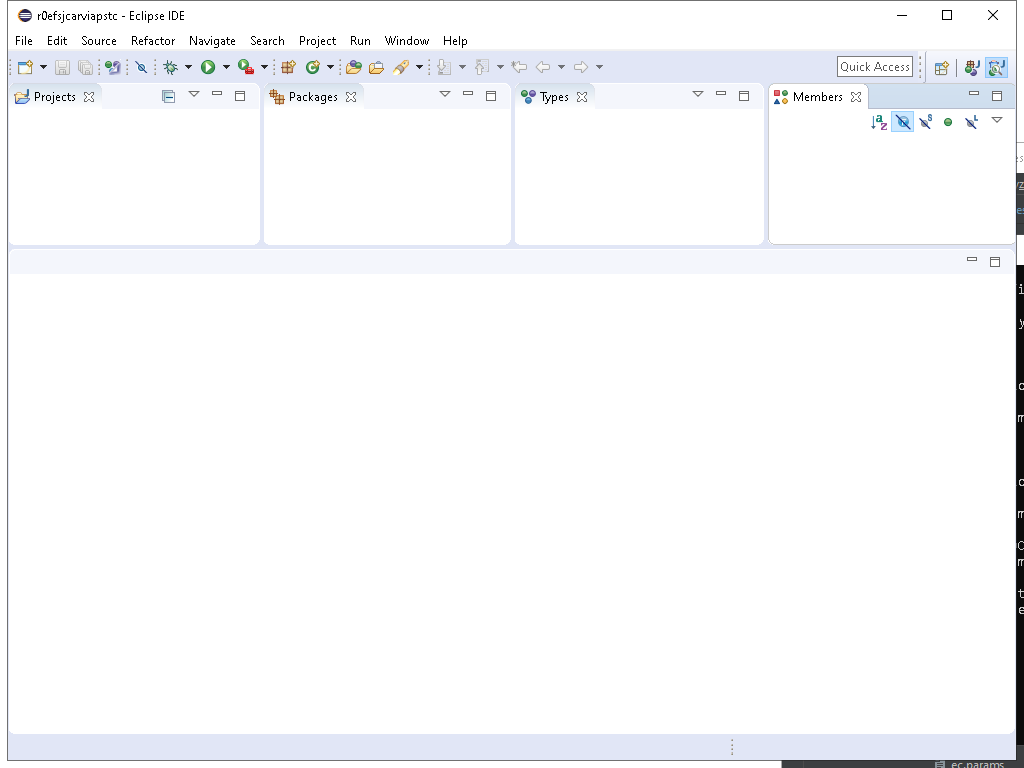 r0efsjcarviapstc - Eclipse IDE
File Edit Source Refactor Navigate Search Project Run Window Help
Quick Access
Projects Packages Types Members
ec.params